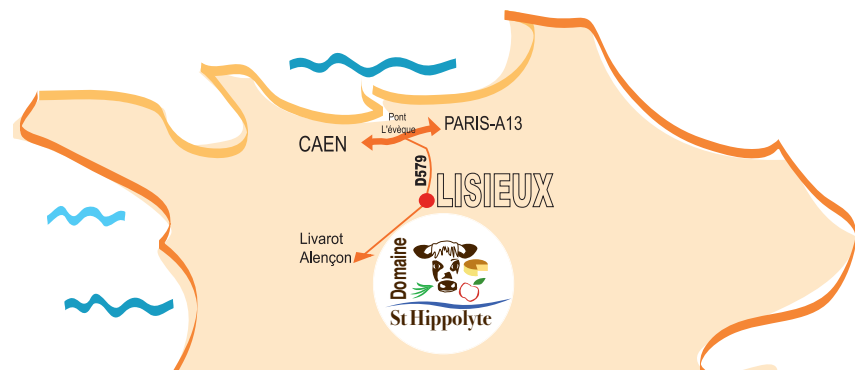 Pont
L'évèque
PARIS-A13
CAEN
D579
LISIEUX
Livarot
Alençon
Domaine
St Hippolyte